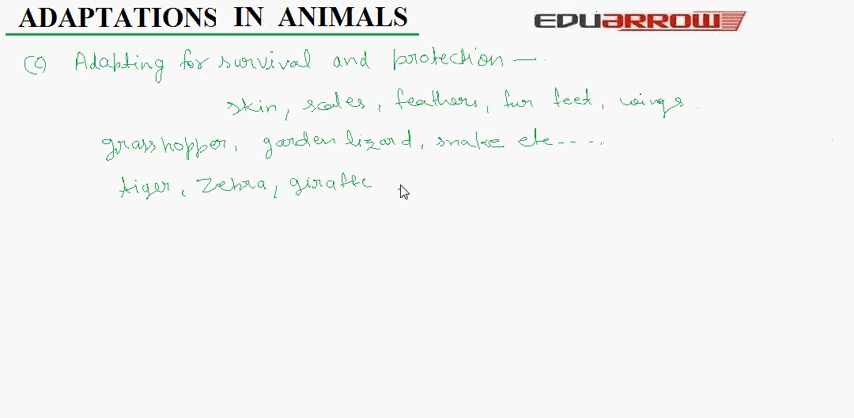 ADAPTATIONS IN ANIMALS
EDUARROW
(C) Adapting for survival and protection —
skin, scales, feathers, fur feet, wings.
grasshopper, garden lizard, snake etc--...
tiger, Zebra, giraffe